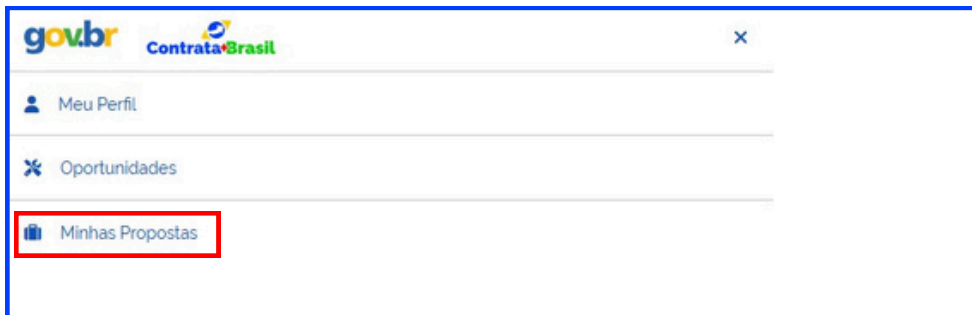 gov.br Contrata+Brasil ×
Meu Perfil
Oportunidades
Minhas Propostas